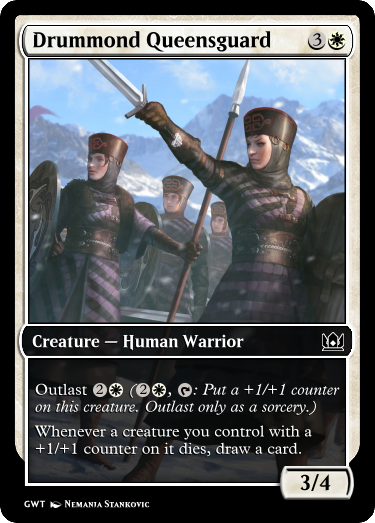 Drummond Queensguard 3
Creature — Human Warrior
Outlast 2 (2, : Put a +1/+1 counter
on this creature. Outlast only as a sorcery.)
Whenever a creature you control with a
+1/+1 counter on it dies, draw a card.
3/4
GWT Nemania Stankovic